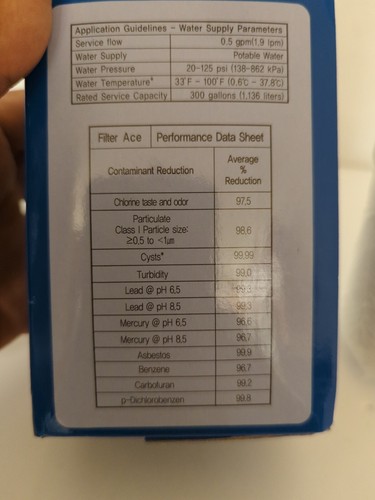 Application Guidelines - Water Supply Parameters
Service flow 0.5 gpm(1.9 lpm)
Water Supply Potable Water
Water Pressure 20-125 psi (138-862 kPa)
Water Temperature* 33˚F - 100˚F (0.6℃ - 37.8℃)
Rated Service Capacity 300 gallons (1,136 liters)
Filter Ace Performance Data Sheet
Contaminant Reduction
Average
%
Reduction
Chlorine taste and odor 97.5
Particulate
Class I Particle size:
≥0.5 to <1㎛
98.6
Cysts* 99.99
Turbidity 99.0
Lead @ pH 6.5
Lead @ pH 8.5
Mercury @ pH 6.5 96.6
Mercury @ pH 8.5 96.7
Asbestos 99.9
Benzene 96.7
Carbofuran 99.2
p-Dichlorobenzen 99.8